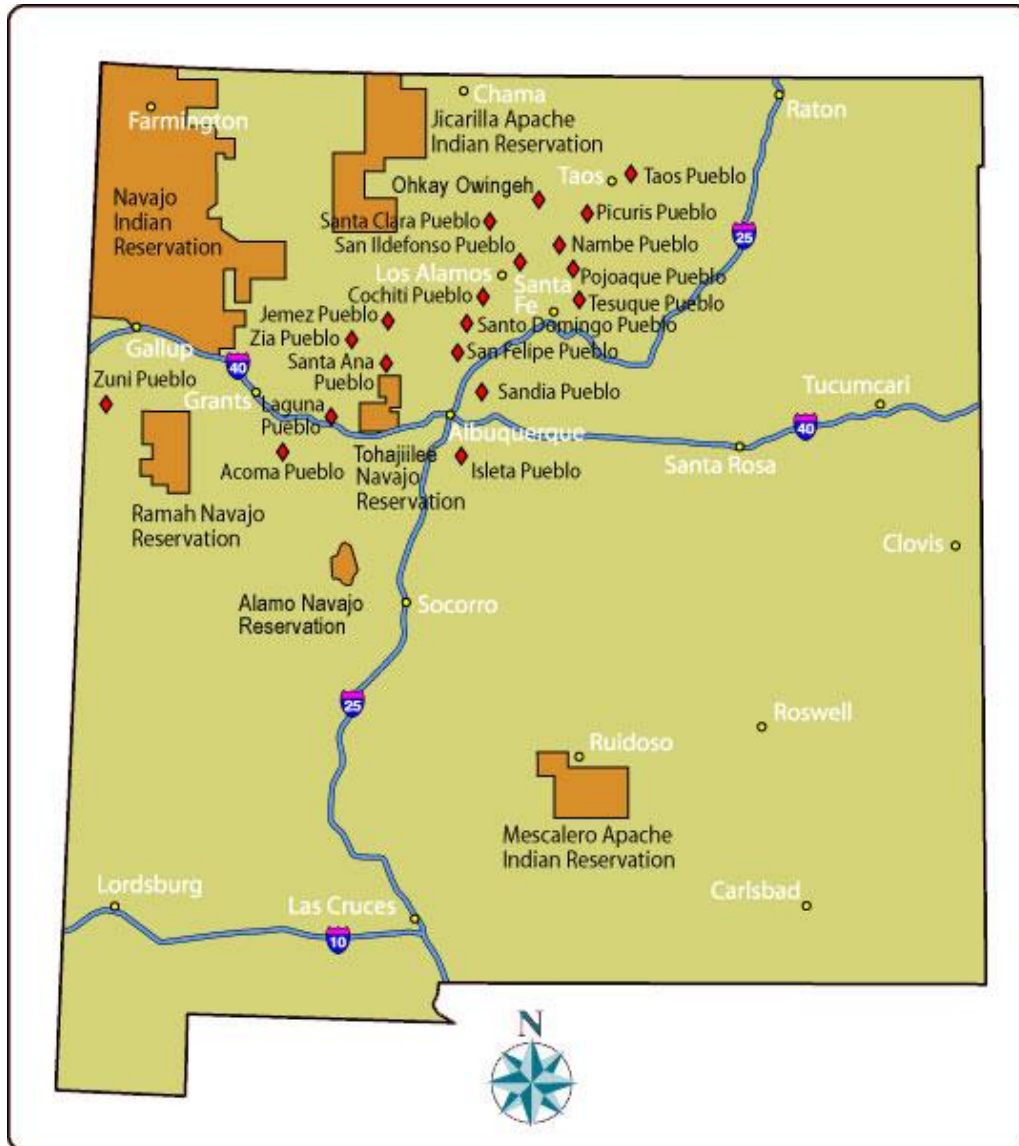 Chama
Raton
Farmington
Jicarilla Apache
Indian Reservation
Taos
Taos Pueblo
Ohkay Owingeh
Navajo
Indian
Reservation
Picuris Pueblo
Santa Clara Pueblo
25
San Ildefonso Pueblo
Nambe Pueblo
Los Alamos
Pojoaque Pueblo
Santa
Fe
Cochiti Pueblo
Tesuque Pueblo
Jemez Pueblo
Santo Domingo Pueblo
Zia Pueblo
Gallup
San Felipe Pueblo
Santa Ana
Pueblo
40
Zuni Pueblo
Sandia Pueblo
Tucumcari
Grants
Laguna
Pueblo
40
Albuquerque
Tohajiilee
Navajo
Reservation
Acoma Pueblo
Isleta Pueblo
Santa Rosa
Ramah Navajo
Reservation
Clovis
Alamo Navajo
Reservation
Socorro
25
Roswell
Ruidoso
Mescalero Apache
Indian Reservation
Lordsburg
Las Cruces
Carlsbad
10
N